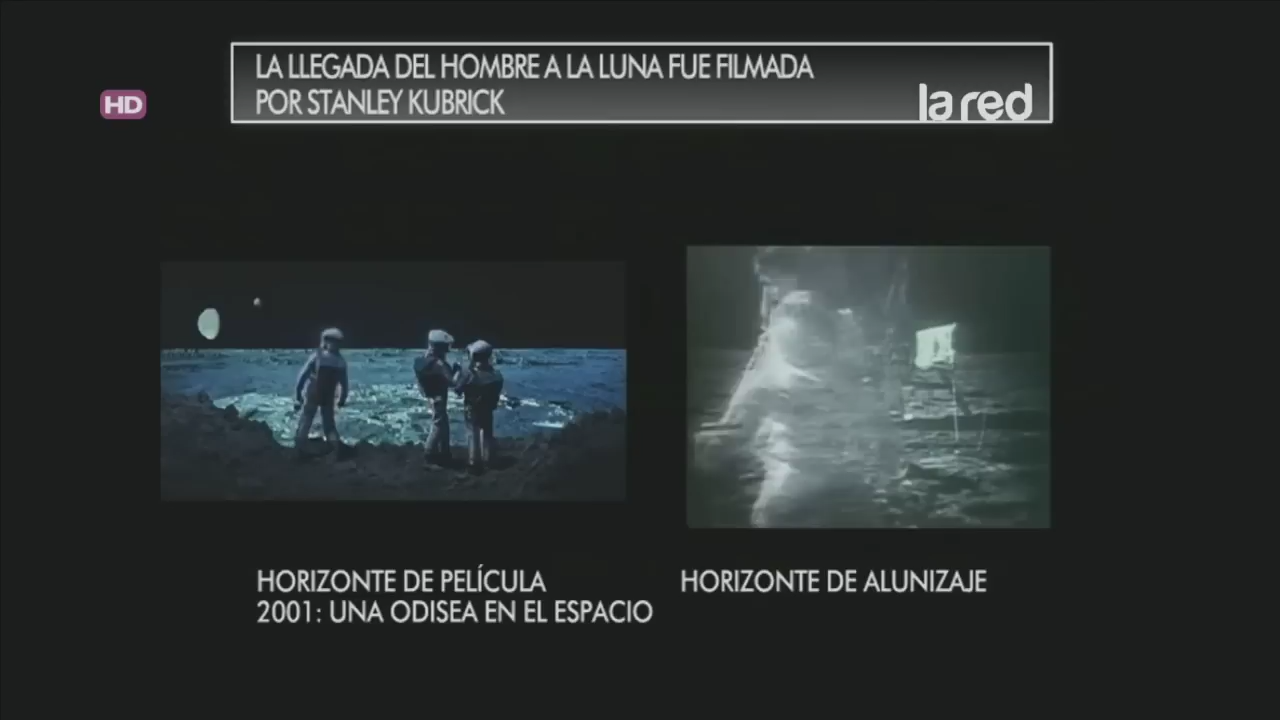 LA LLEGADA DEL HOMBRE A LA LUNA FUE FILMADA
POR STANLEY KUBRICK
la red
HD
HORIZONTE DE PELÍCULA
2001: UNA ODISEA EN EL ESPACIO
HORIZONTE DE ALUNIZAJE